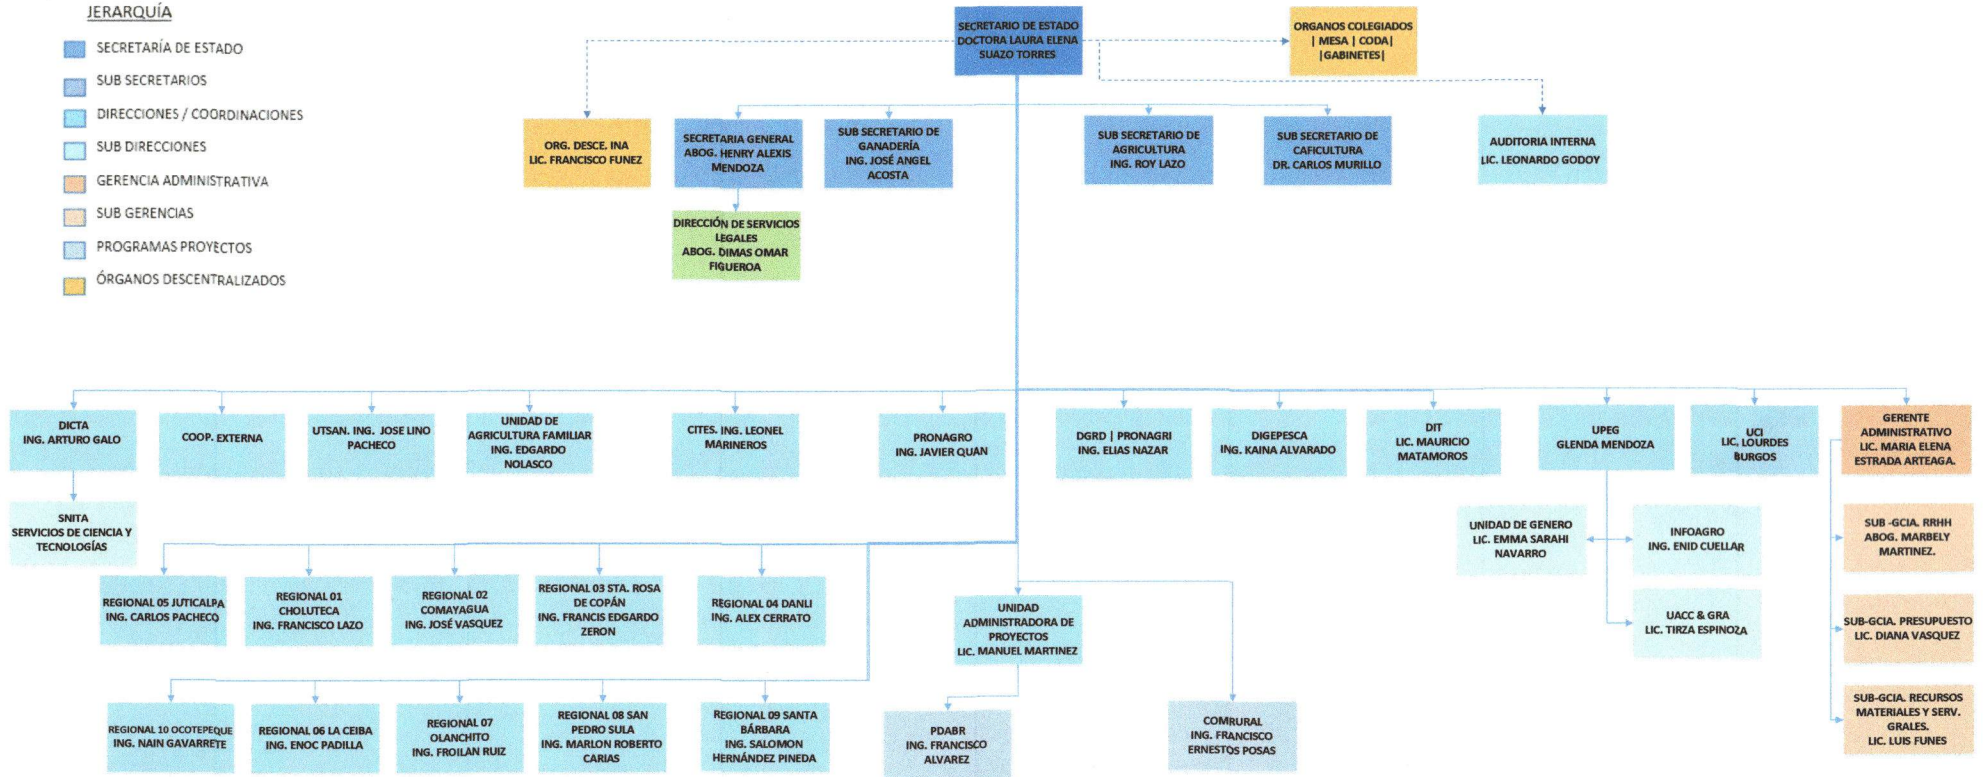 JERARQUÍA
SECRETARÍA DE ESTADO
SUB SECRETARIOS
DIRECCIONES / COORDINACIONES
SUB DIRECCIONES
GERENCIA ADMINISTRATIVA
SUB GERENCIAS
PROGRAMAS PROYECTOS
ÓRGANOS DESCENTRALIZADOS
SECRETARIO DE ESTADO
DOCTORA LAURA ELENA
SUAZO TORRES
ORGANOS COLEGIADOS
| MESA | CODA|
|GABINETES|
ORG. DESCE. INA
LIC. FRANCISCO FUNEZ
SECRETARIA GENERAL
ABOG. HENRY ALEXIS
MENDOZA
SUB SECRETARIO DE
GANADERÍA
ING. JOSÉ ANGEL
ACOSTA
SUB SECRETARIO DE
AGRICULTURA
ING. ROY LAZO
SUB SECRETARIO DE
CAFICULTURA
DR. CARLOS MURILLO
AUDITORIA INTERNA
LIC. LEONARDO GODOY
DIRECCIÓN DE SERVICIOS
LEGALES
ABOG. DIMAS OMAR
FIGUEROA
DICTA
ING. ARTURO GALO
COOP. EXTERNA
UTSAN. ING. JOSE LINO
PACHECO
UNIDAD DE
AGRICULTURA FAMILIAR
ING. EDGARDO
NOLASCO
CITES. ING. LEONEL
MARINEROS
PRONAGRO
ING. JAVIER QUAN
DGRD | PRONAGRI
ING. ELIAS NAZAR
DIGEPESCA
ING. KAINA ALVARADO
DIT
LIC. MAURICIO
MATAMOROS
UPEG
GLENDA MENDOZA
UCI
LIC. LOURDES
BURGOS
GERENTE
ADMINISTRATIVO
LIC. MARIA ELENA
ESTRADA ARTEAGA.
SNITA
SERVICIOS DE CIENCIA Y
TECNOLOGÍAS
UNIDAD DE GENERO
LIC. EMMA SARAHI
NAVARRO
INFOAGRO
ING. ENID CUELLAR
SUB -GCIA. RRHH
ABOG. MARBELY
MARTINEZ.
REGIONAL 05 JUTICALPA
ING. CARLOS PACHECO
REGIONAL 01
CHOLUTECA
ING. FRANCISCO LAZO
REGIONAL 02
COMAYAGUA
ING. JOSÉ VASQUEZ
REGIONAL 03 STA. ROSA
DE COPÁN
ING. FRANCIS EDGARDO
ZERON
REGIONAL 04 DANLI
ING. ALEX CERRATO
UNIDAD
ADMINISTRADORA DE
PROYECTOS
LIC. MANUEL MARTINEZ
UACC & GRA
LIC. TIRZA ESPINOZA
SUB-GCIA. PRESUPUESTO
LIC. DIANA VASQUEZ
REGIONAL 10 OCOTEPEQUE
ING. NAIN GAVARRETE
REGIONAL 06 LA CEIBA
ING. ENOC PADILLA
REGIONAL 07
OLANCHITO
ING. FROILAN RUIZ
REGIONAL 08 SAN
PEDRO SULA
ING. MARLON ROBERTO
CARIAS
REGIONAL 09 SANTA
BÁRBARA
ING. SALOMON
HERNÁNDEZ PINEDA
PDABR
ING. FRANCISCO
ALVAREZ
COMRURAL
ING. FRANCISCO
ERNESTOS POSAS
SUB-GCIA. RECURSOS
MATERIALES Y SERV.
GRALES.
LIC. LUIS FUNES